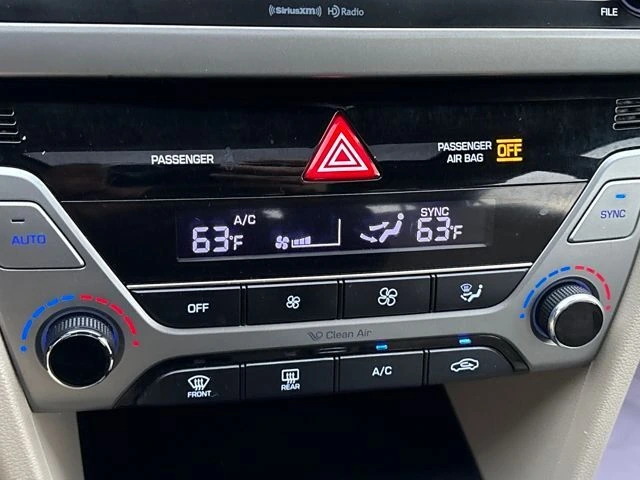 SiriusXM HD Radio FILE
PASSENGER
PASSENGER
AIR BAG OFF
AUTO
A/C
63°F
SYNC
63°F
SYNC
OFF
Clean Air
FRONT
REAR
A/C